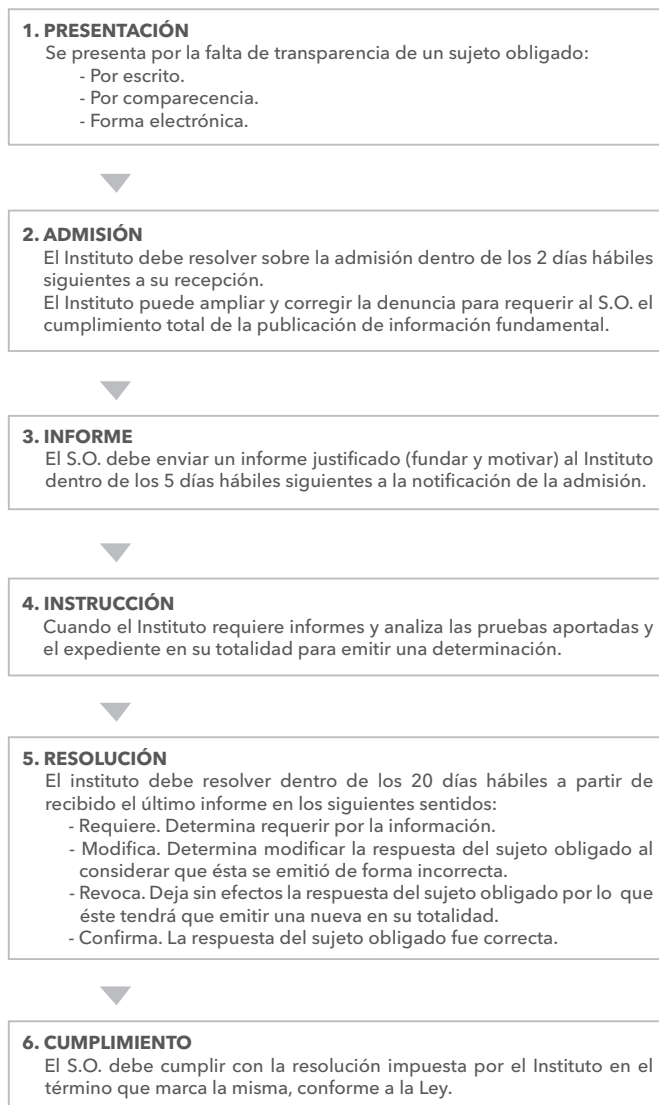 1. PRESENTACIÓN
Se presenta por la falta de transparencia de un sujeto obligado:
- Por escrito.
- Por comparecencia.
- Forma electrónica.
2. ADMISIÓN
El Instituto debe resolver sobre la admisión dentro de los 2 días hábiles
siguientes a su recepción.
El Instituto puede ampliar y corregir la denuncia para requerir al S.O. el
cumplimiento total de la publicación de información fundamental.
3. INFORME
El S.O. debe enviar un informe justificado (fundar y motivar) al Instituto
dentro de los 5 días hábiles siguientes a la notificación de la admisión.
4. INSTRUCCIÓN
Cuando el Instituto requiere informes y analiza las pruebas aportadas y
el expediente en su totalidad para emitir una determinación.
5. RESOLUCIÓN
El instituto debe resolver dentro de los 20 días hábiles a partir de
recibido el último informe en los siguientes sentidos:
- Requiere. Determina requerir por la información.
- Modifica. Determina modificar la respuesta del sujeto obligado al
considerar que ésta se emitió de forma incorrecta.
- Revoca. Deja sin efectos la respuesta del sujeto obligado por lo que
éste tendrá que emitir una nueva en su totalidad.
- Confirma. La respuesta del sujeto obligado fue correcta.
6. CUMPLIMIENTO
El S.O. debe cumplir con la resolución impuesta por el Instituto en el
término que marca la misma, conforme a la Ley.